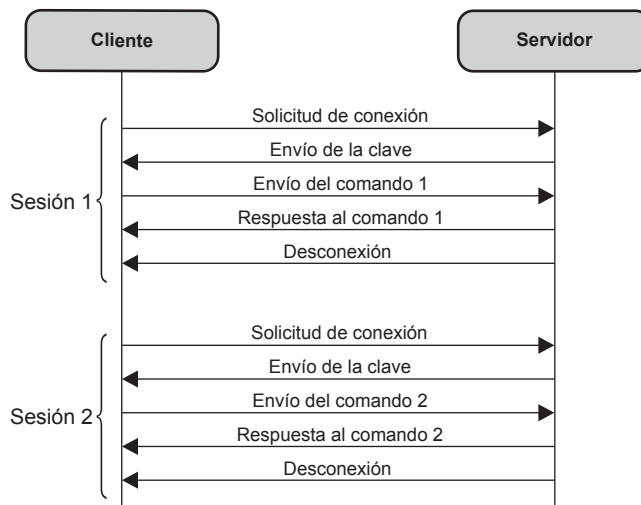 Cliente
Servidor
Solicitud de conexión
Envío de la clave
Envío del comando 1
Sesión 1
Respuesta al comando 1
Desconexión
Solicitud de conexión
Envío de la clave
Envío del comando 2
Sesión 2
Respuesta al comando 2
Desconexión